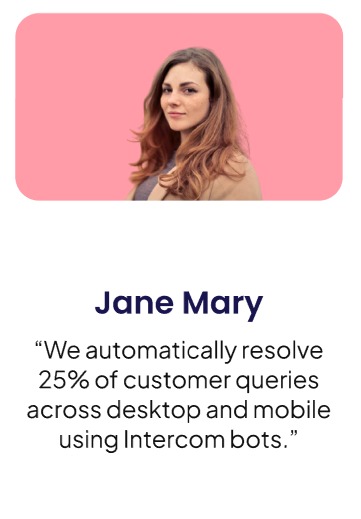 Jane Mary
“We automatically resolve
25% of customer queries
across desktop and mobile
using Intercom bots.”